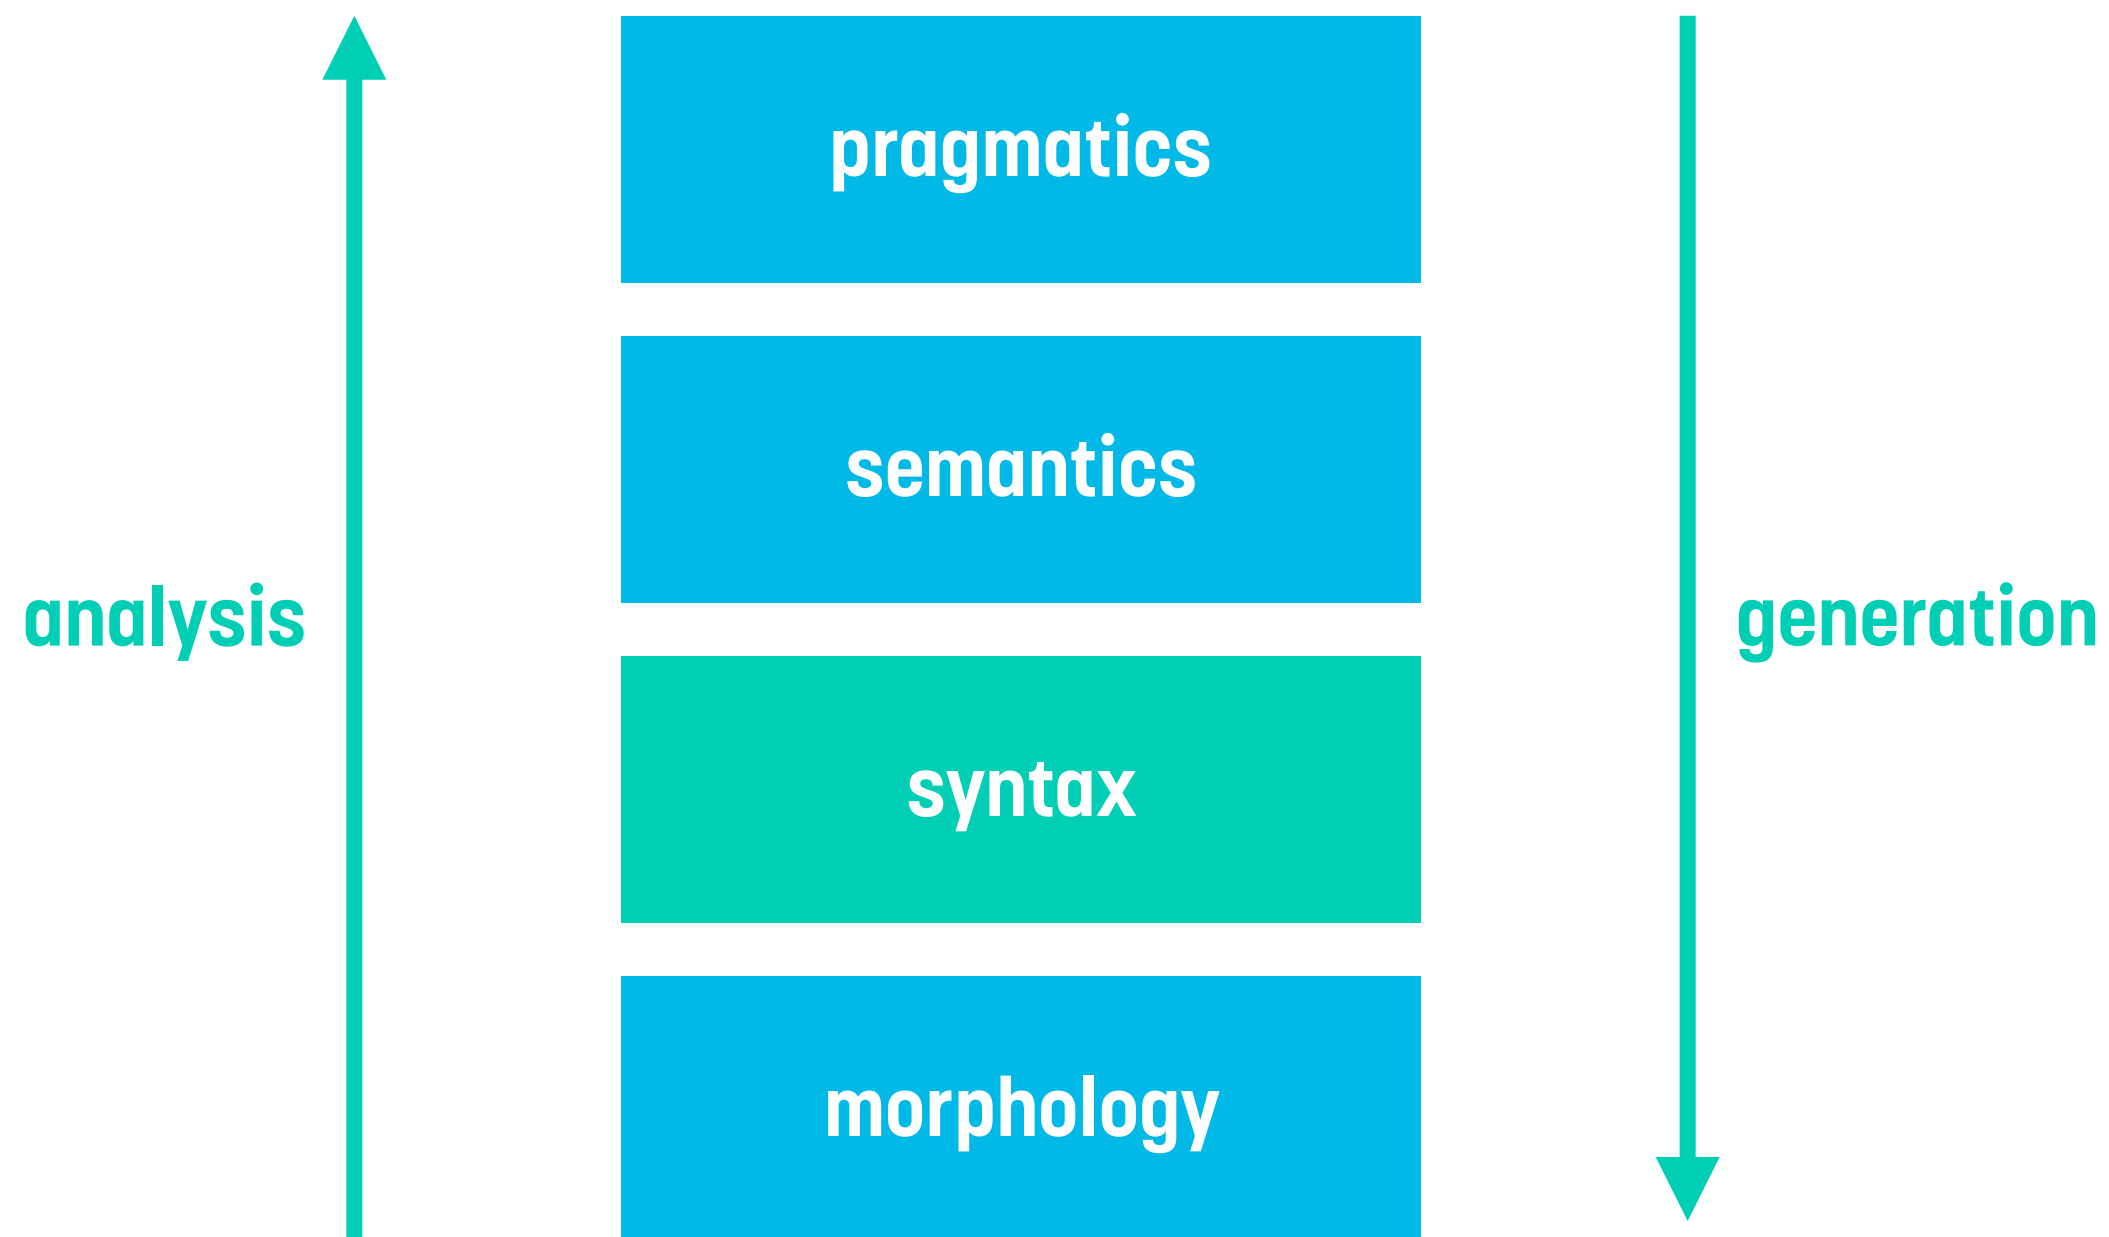 pragmatics
semantics
analysis
generation
syntax
morphology